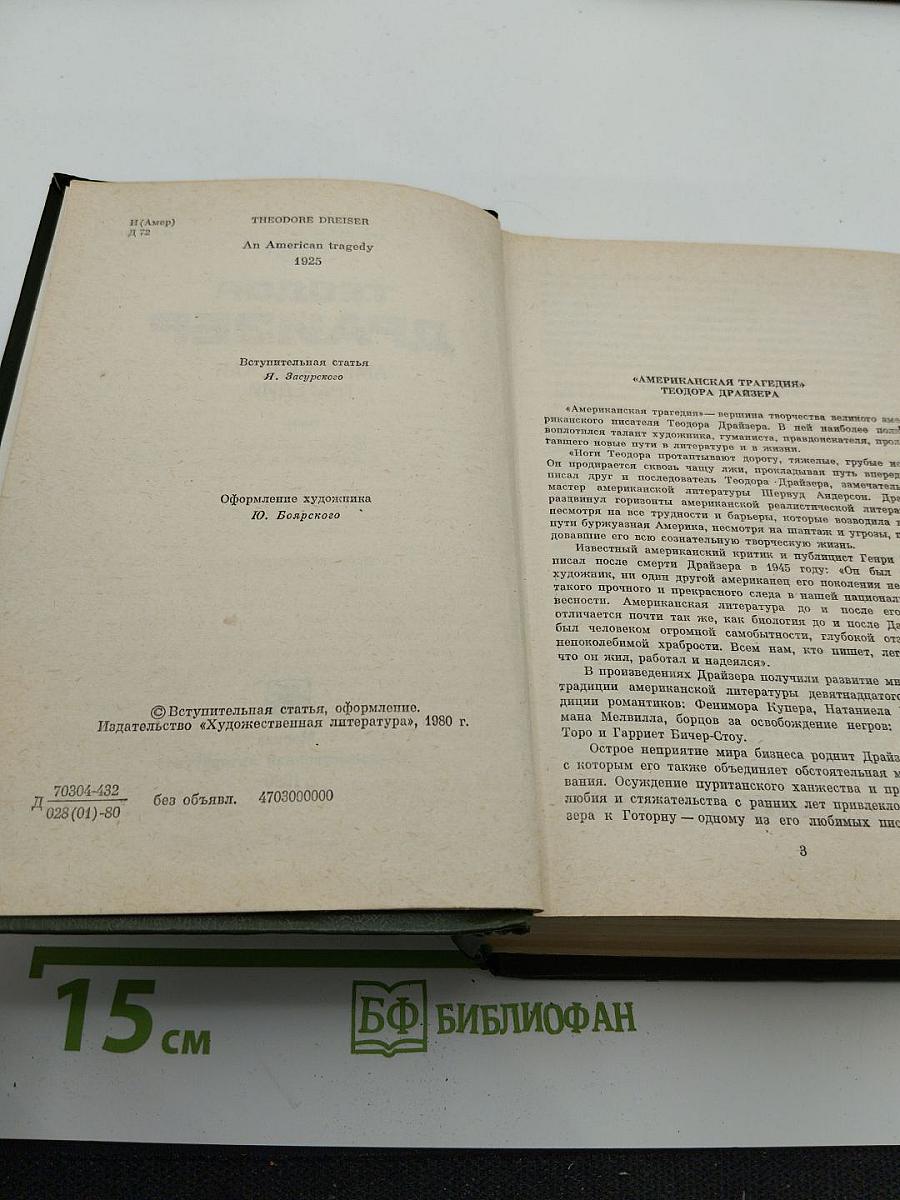 И(Амер)
Д 72
THEODORE DREISER
An American tragedy
1925
Вступительная статья
Я. Засурского
Оформление художника
Ю. Боярского
© Вступительная статья, оформление.
Издательство «Художественная литература», 1980 г.
Д 70304-432
028(01)-80
без объявл. 4703000000
«АМЕРИКАНСКАЯ ТРАГЕДИЯ»
ТЕОДОРА ДРАЙЗЕРА
«Американская трагедия»— вершина творчества великого аме
риканского писателя Теодора Драйзера. В ней наиболее
воплотился талант художника, гуманиста, правдоискателя, прол
гавшего новые пути в литературе и в жизни.
«Ноги Теодора протаптывают дорогу, тяжелые, грубые
Он продирается сквозь чащу лжи, прокладывая путь вперед
писал друг и последователь Теодора Драйзера, замечатель
мастер американской литературы Шервуд Андерсон.
раздвинул горизонты американской реалистической литера
несмотря на все трудности и барьеры, которые возводила
пути буржуазная Америка, несмотря на шантаж и угрозы,
довавшие его всю сознательную творческую жизнь.
Известный американский критик и публицист Генри
писал после смерти Драйзера в 1945 году: «Он был
художник, ни один другой американец его поколения не
такого прочного и прекрасного следа в нашей национал
весности. Американская литература до и после его
отличается почти так же, как биология до и после Да
был человеком огромной самобытности, глубокой
непоколебимой храбрости. Всем нам, кто пишет,
что он жил, работал и надеялся».
В произведениях Драйзера получили развитие
традиции американской литературы девятнадцатог
диции романтиков: Фенимора Купера, Натаниела
мана Мелвилла, борцов за освобождение негров:
Торо и Гарриет Бичер-Стоу.
Острое неприятие мира бизнеса роднит Драйз
с которым его также объединяет обстоятельная
вания. Осуждение пуританского ханжества и
любия и стяжательства с ранних лет привлекло
зера к Готорну — одному из его любимых пис
3
15 см
БФ БИБЛИОФАН